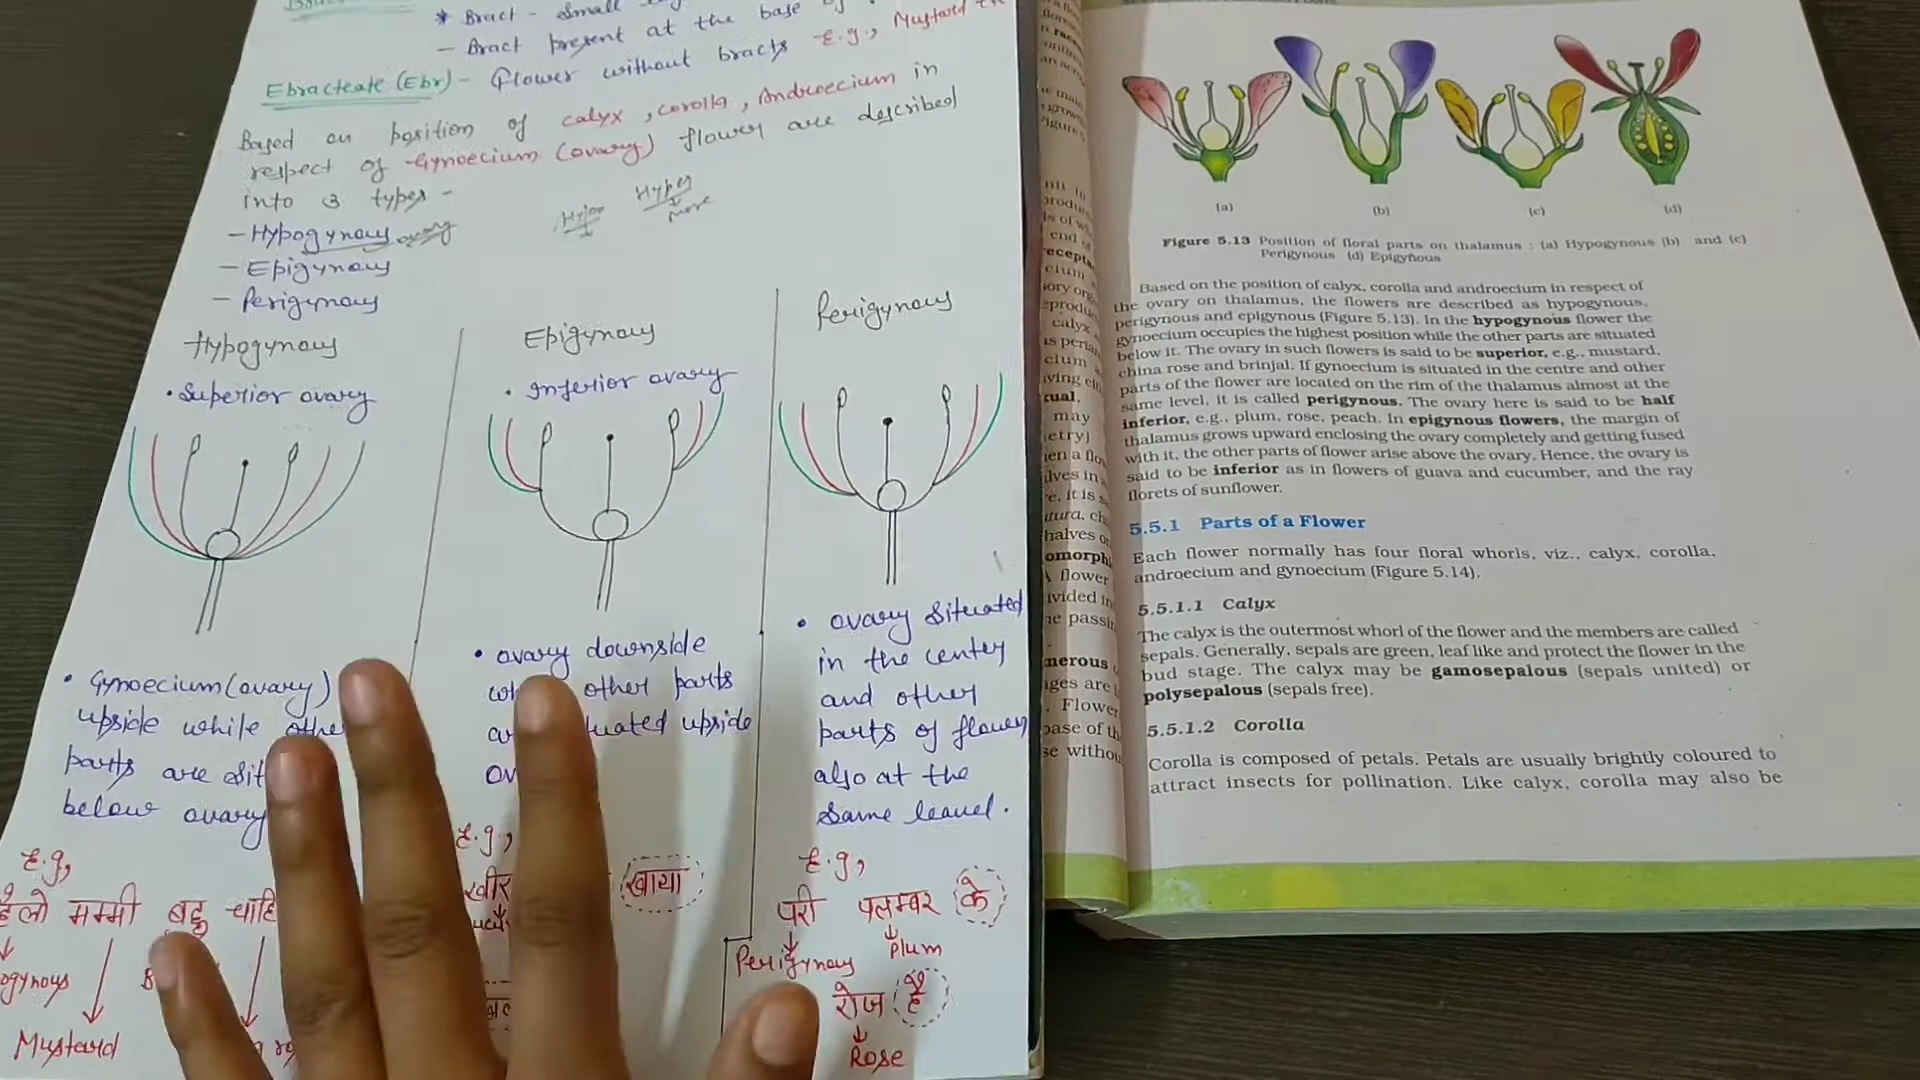 * Bract - Small
- Bract present at the base
Ebracteate (Ebr) - Flower without bracts E.g., Mustard
Based on position of calyx, corolla, Androecium in
respect of Gynoecium (ovary) flower are described
into 3 types -
- Hypogynous ovary
- Epigynous
- Perigynous
Hyper
more
Hypogynous
• Superior ovary
• Gynoecium (ovary)
upside while
parts are
below ovary
E.g,
हैलो मम्मी बहू
Mustard
Epigynous
• Inferior ovary
• ovary downside
other parts
upside
E.g.,
खीर खाया
Perigynous
• ovary situated
in the center
and other
parts of flower
also at the
same leavel.
E.g,
परी पलम्बर के
Perigynous Plum
रोज है
Rose
(a) (b) (c) (d)
Figure 5.13 Position of floral parts on thalamus : (a) Hypogynous (b) and (c)
Perigynous (d) Epigynous
Based on the position of calyx, corolla and androecium in respect of
the ovary on thalamus, the flowers are described as hypogynous,
perigynous and epigynous (Figure 5.13). In the hypogynous flower the
gynoecium occupies the highest position while the other parts are situated
below it. The ovary in such flowers is said to be superior, e.g., mustard,
china rose and brinjal. If gynoecium is situated in the centre and other
parts of the flower are located on the rim of the thalamus almost at the
same level, it is called perigynous. The ovary here is said to be half
inferior, e.g., plum, rose, peach. In epigynous flowers, the margin of
thalamus grows upward enclosing the ovary completely and getting fused
with it, the other parts of flower arise above the ovary. Hence, the ovary is
said to be inferior as in flowers of guava and cucumber, and the ray
florets of sunflower.
5.5.1 Parts of a Flower
Each flower normally has four floral whorls, viz., calyx, corolla,
androecium and gynoecium (Figure 5.14).
5.5.1.1 Calyx
The calyx is the outermost whorl of the flower and the members are called
sepals. Generally, sepals are green, leaf like and protect the flower in the
bud stage. The calyx may be gamosepalous (sepals united) or
polysepalous (sepals free).
5.5.1.2 Corolla
Corolla is composed of petals. Petals are usually brightly coloured to
attract insects for pollination. Like calyx, corolla may also be